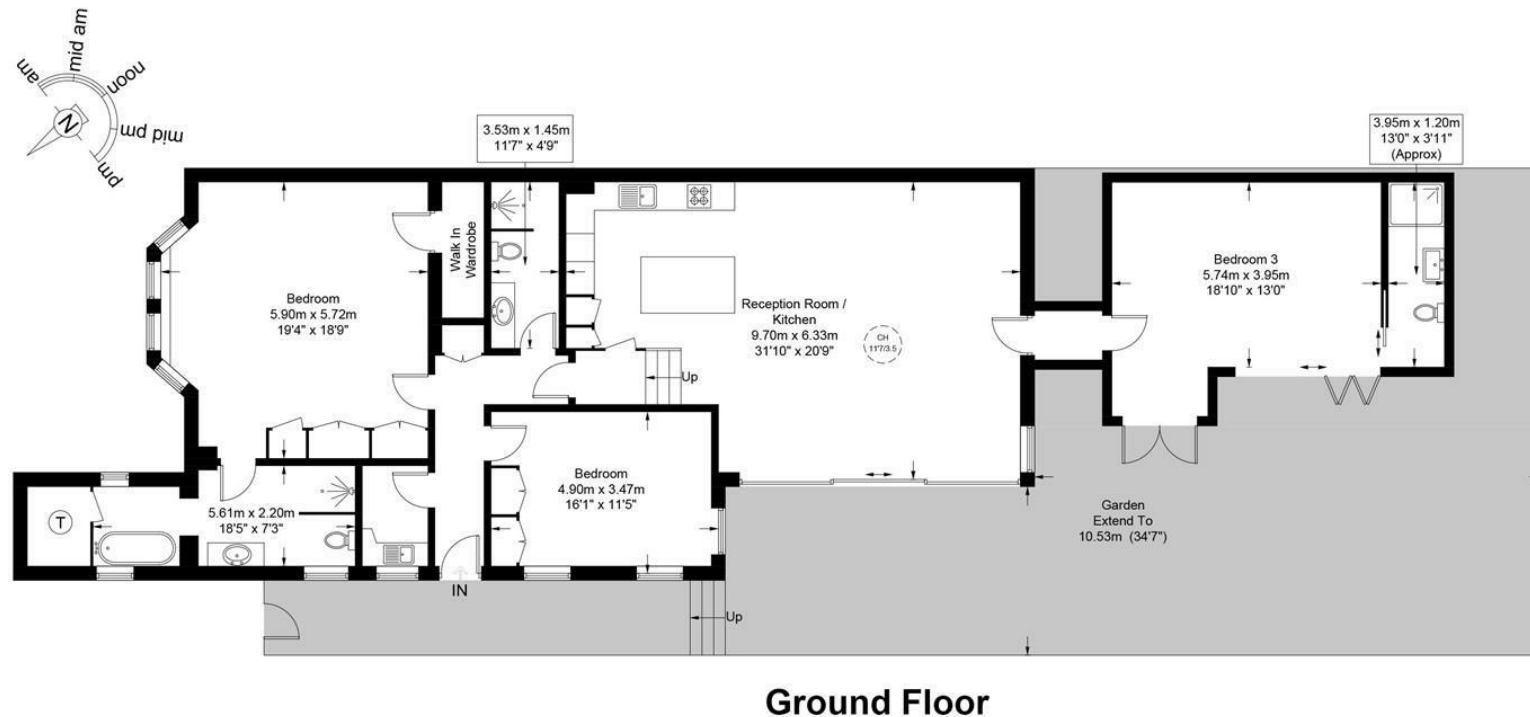 am
mid am
noon
mid pm
pm
N
3.53m x 1.45m
11'7" x 4'9"
3.95m x 1.20m
13'0" x 3'11"
(Approx)
Walk In
Wardrobe
Bedroom
5.90m x 5.72m
19'4" x 18'9"
Reception Room /
Kitchen
9.70m x 6.33m
31'10" x 20'9"
CH
11'7/3.5
Bedroom 3
5.74m x 3.95m
18'10" x 13'0"
Up
Bedroom
4.90m x 3.47m
16'1" x 11'5"
T
5.61m x 2.20m
18'5" x 7'3"
Garden
Extend To
10.53m (34'7")
IN
Up
Ground Floor